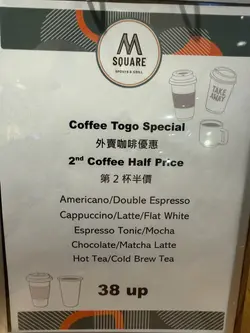 M
SQUARE
SPORTS & GRILL
TAKE
AWAY
Coffee Togo Special
外賣咖啡優惠
2nd Coffee Half Price
第 2 杯半價
Americano/Double Espresso
Cappuccino/Latte/Flat White
Espresso Tonic/Mocha
Chocolate/Matcha Latte
Hot Tea/Cold Brew Tea
38 up